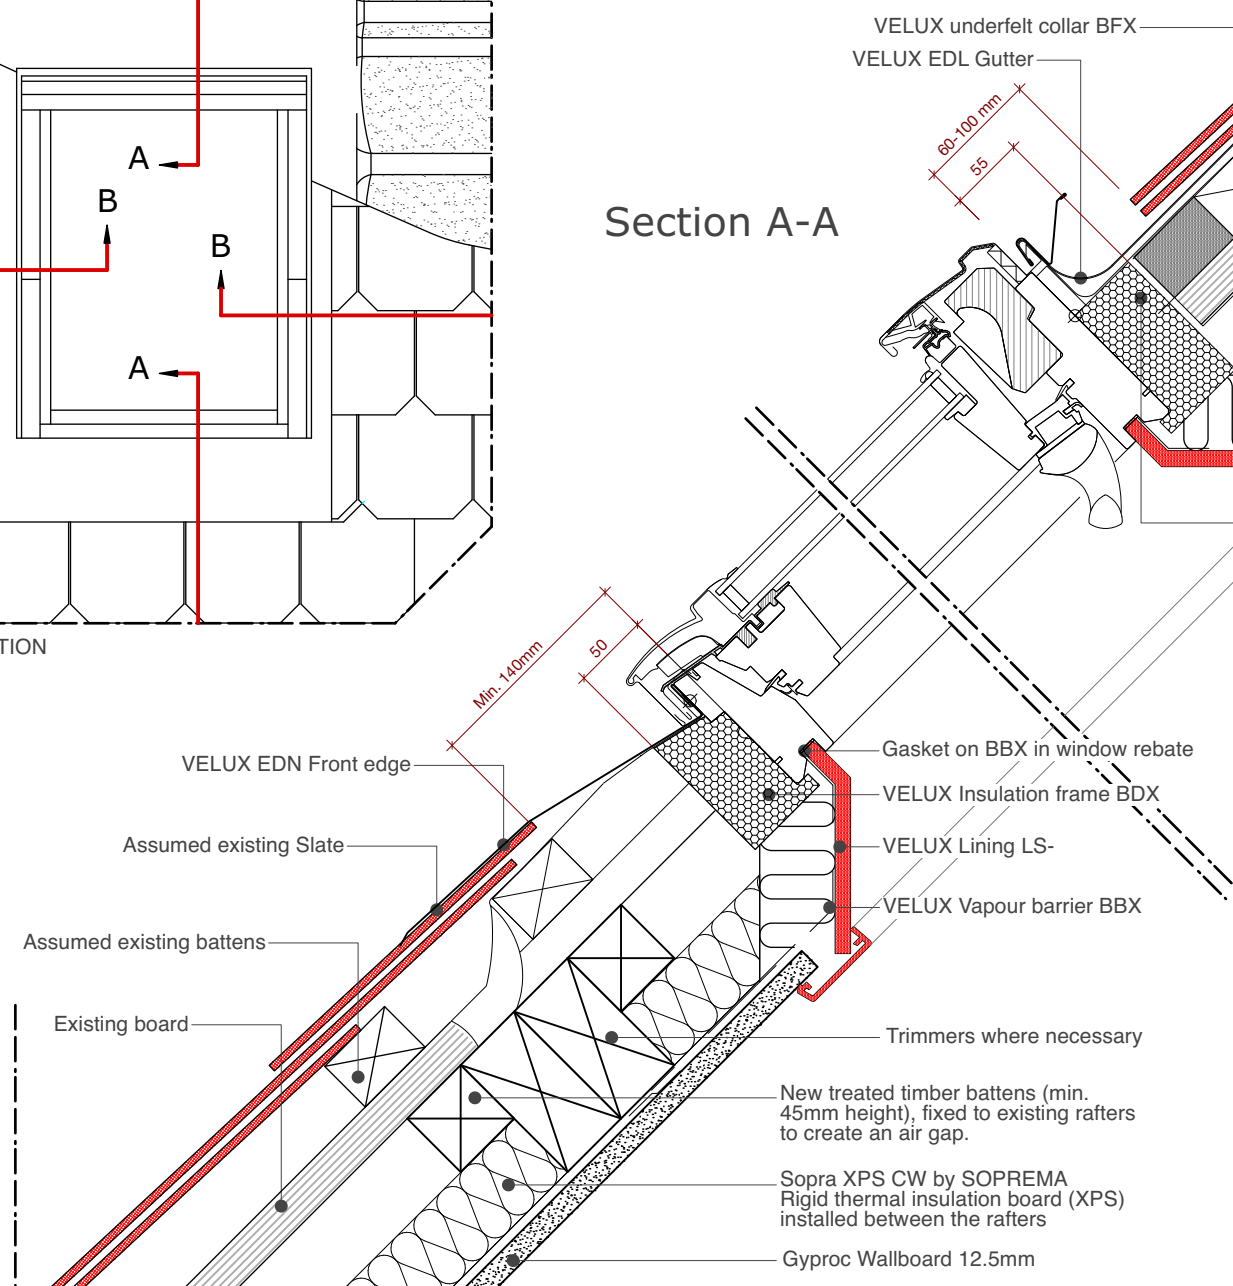 VELUX underfelt collar BFX
VELUX EDL Gutter
60-100 mm
55
A
B
B
A
Section A-A
TION
Min. 140mm
50
VELUX EDN Front edge
Assumed existing Slate
Assumed existing battens
Existing board
Gasket on BBX in window rebate
VELUX Insulation frame BDX
VELUX Lining LS-
VELUX Vapour barrier BBX
Trimmers where necessary
New treated timber battens (min.
45mm height), fixed to existing rafters
to create an air gap.
Sopra XPS CW by SOPREMA
Rigid thermal insulation board (XPS)
installed between the rafters
Gyproc Wallboard 12.5mm